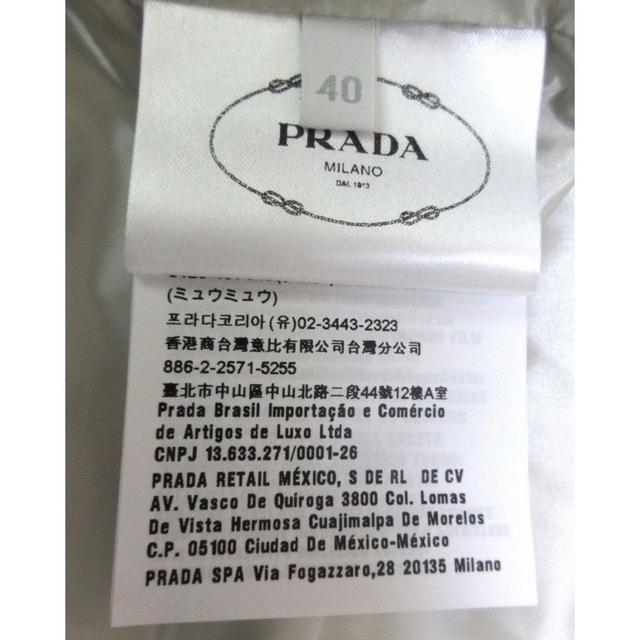 40
PRADA
MILANO
DAL 1913
(ミュウミュウ)
프라다코리아(유)02-3443-2323
香港商台灣意比有限公司台灣分公司
886-2-2571-5255
臺北市中山區中山北路二段44號12樓A室
Prada Brasil Importação e Comércio
de Artigos de Luxo Ltda
CNPJ 13.633.271/0001-26
PRADA RETAIL MÉXICO, S DE RL DE CV
AV. Vasco De Quiroga 3800 Col. Lomas
De Vista Hermosa Cuajimalpa De Morelos
C.P. 05100 Ciudad De México-México
PRADA SPA Via Fogazzaro,28 20135 Milano